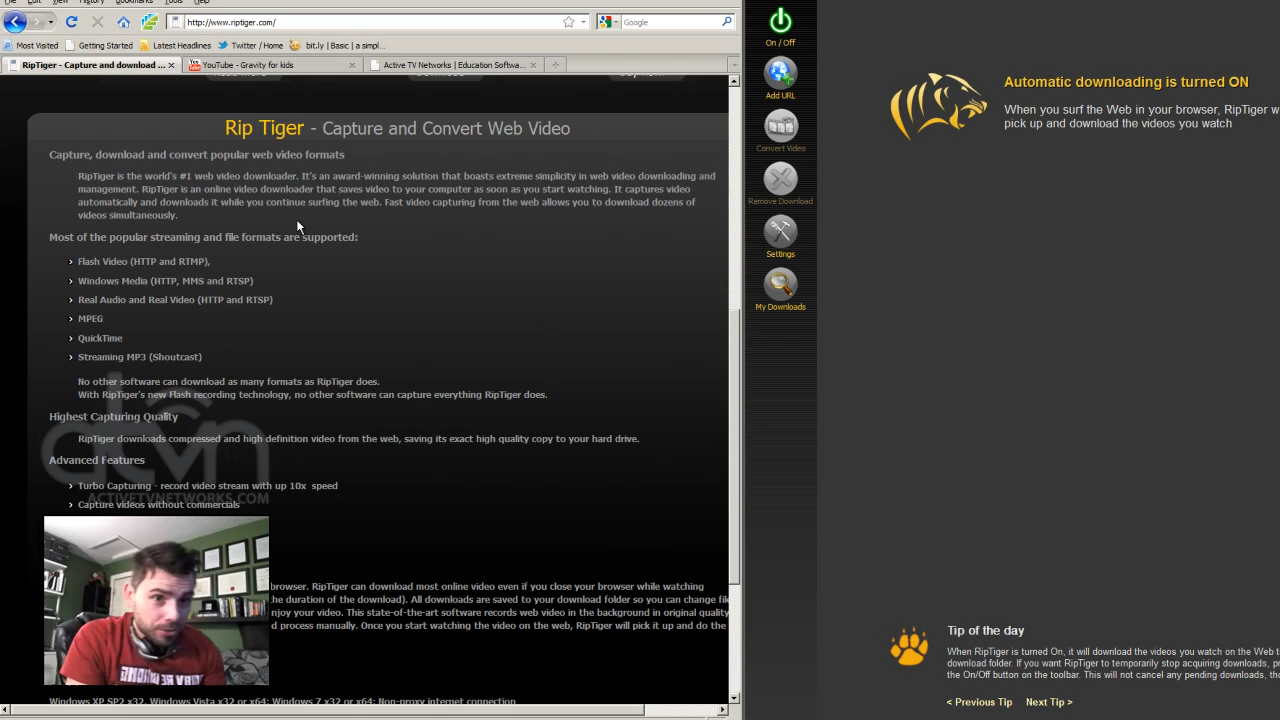 File Edit View History Bookmarks Tools Help
http://www.riptiger.com/
Google
Most Visited Getting Started Latest Headlines Twitter / Home bit.ly | Basic | a simpl...
RipTiger - Capture and download ... YouTube - Gravity for kids Active TV Networks | Education Softwa...
Rip Tiger - Capture and Convert Web Video
Capture, download and convert popular web video formats
RipTiger is the world's #1 web video downloader. It's an award-winning solution that boasts extreme simplicity in web video downloading and
management. RipTiger is an online video downloader that saves video to your computer as soon as you start watching. It captures video
automatically and downloads it while you continue surfing the web. Fast video capturing from the web allows you to download dozens of
videos simultaneously.
Most of the popular streaming and file formats are supported:
Flash Video (HTTP and RTMP),
Windows Media (HTTP, MMS and RTSP)
Real Audio and Real Video (HTTP and RTSP)
MPEG
QuickTime
Streaming MP3 (Shoutcast)
No other software can download as many formats as RipTiger does.
With RipTiger's new Flash recording technology, no other software can capture everything RipTiger does.
Highest Capturing Quality
RipTiger downloads compressed and high definition video from the web, saving its exact high quality copy to your hard drive.
Advanced Features
Turbo Capturing - record video stream with up 10x speed
Capture videos without commercials
atvn
ACTIVETVNETWORKS.COM
browser. RipTiger can download most online video even if you close your browser while watching
the duration of the download). All downloads are saved to your download folder so you can change file
njoy your video. This state-of-the-art software records web video in the background in original quality
d process manually. Once you start watching the video on the web, RipTiger will pick it up and do the
Windows XP SP2 x32, Windows Vista x32 or x64; Windows 7 x32 or x64; Non-proxy internet connection
On / Off
Add URL
Convert Video
Remove Download
Settings
My Downloads
Automatic downloading is turned ON
When you surf the Web in your browser, RipTiger w
pick up and download the videos you watch
Tip of the day
When RipTiger is turned On, it will download the videos you watch on the Web t
download folder. If you want RipTiger to temporarily stop acquiring downloads, pr
the On/Off button on the toolbar. This will not cancel any pending downloads, tho
< Previous Tip Next Tip >